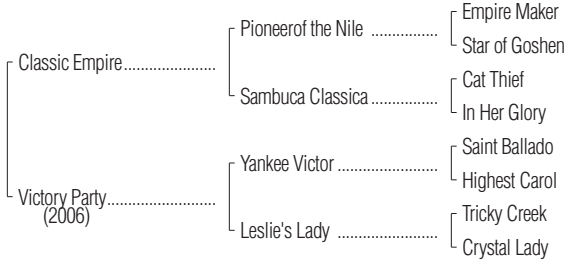 Empire Maker
Pioneerof the Nile ................
Star of Goshen
Classic Empire......................
Cat Thief
Sambuca Classica................
In Her Glory
Saint Ballado
Yankee Victor ........................
Highest Carol
Victory Party..........................
(2006)
Tricky Creek
Leslie's Lady ........................
Crystal Lady